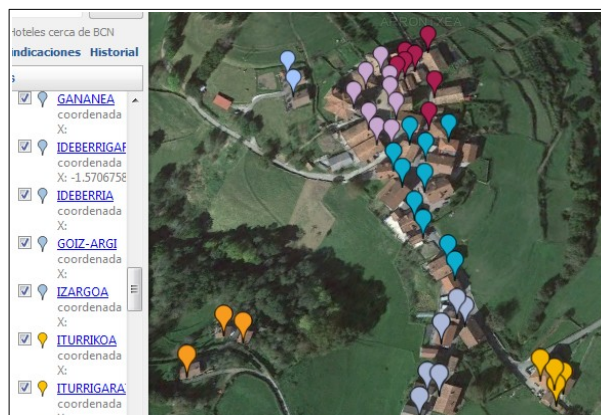 Hoteles cerca de BCN
indicaciones Historial
s
GANANEA
coordenada
X:
IDEBERRIGAR
coordenada
X: -1.5706758
IDEBERRIA
coordenada
X:
GOIZ-ARGI
coordenada
X:
IZARGOA
coordenada
X:
ITURRIKOA
coordenada
X:
ITURRIGARA
coordenada
X: